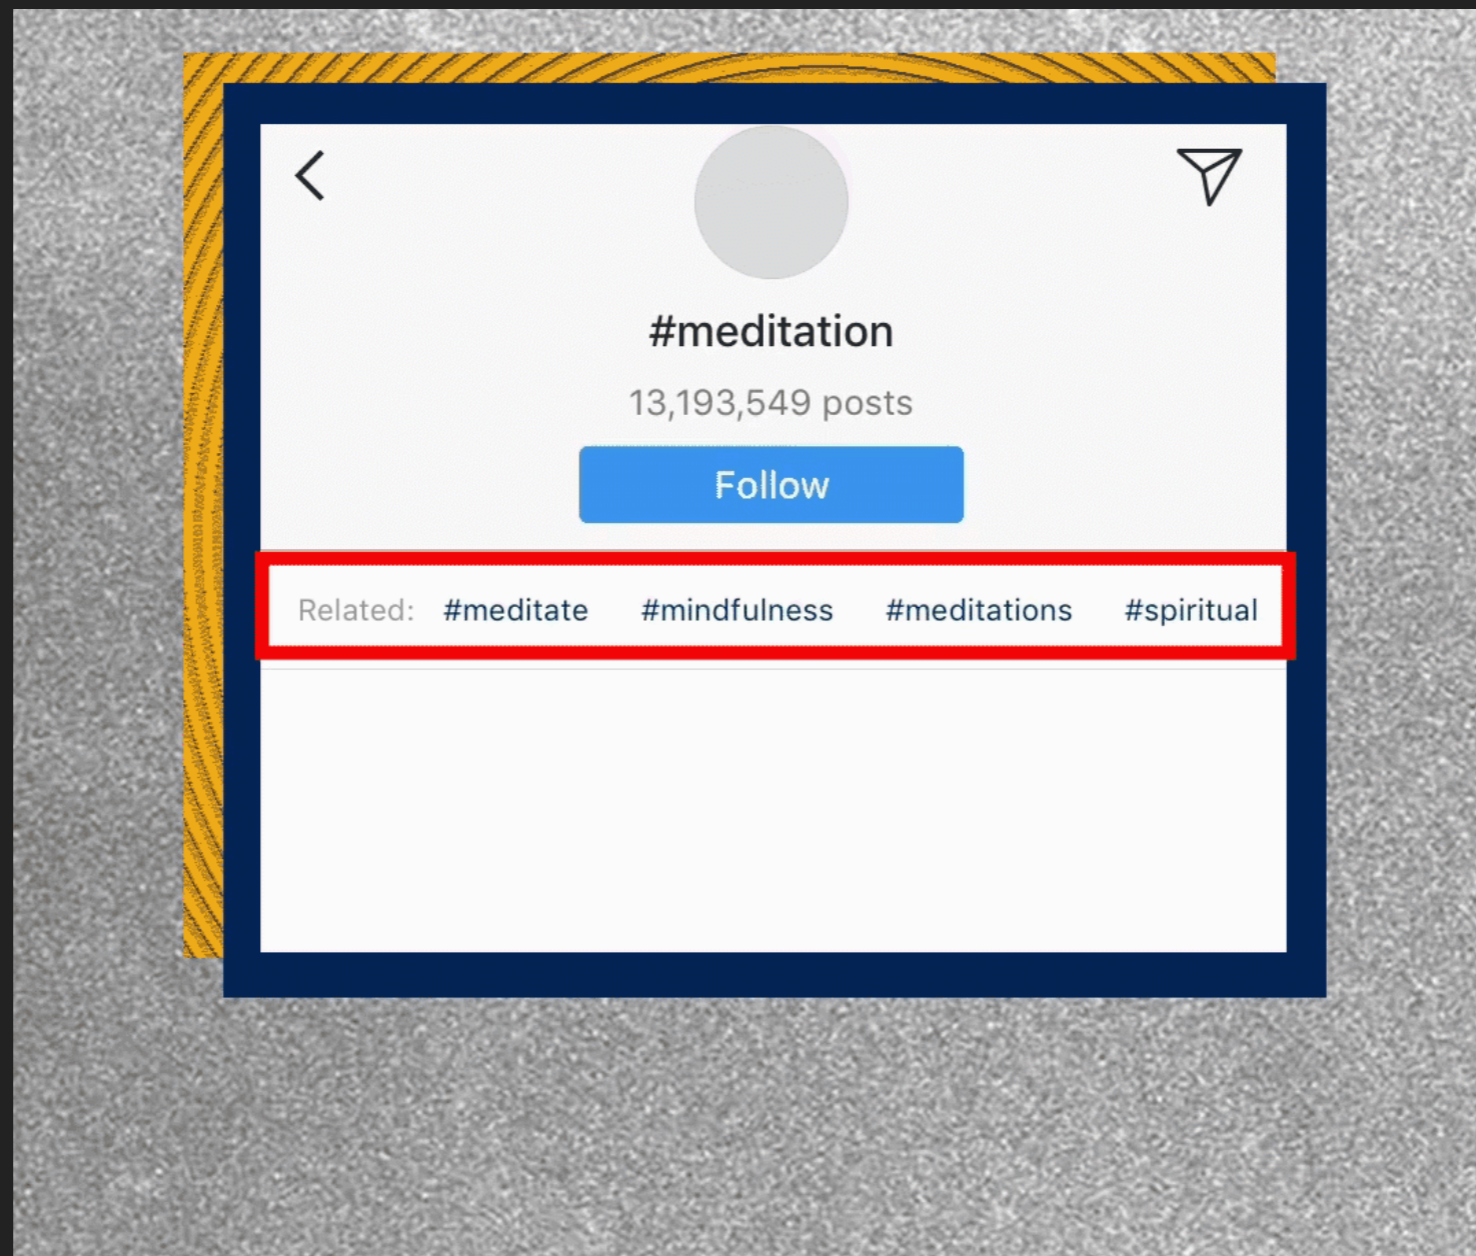 #meditation
13,193,549 posts
Follow
Related: #meditate #mindfulness #meditations #spiritual